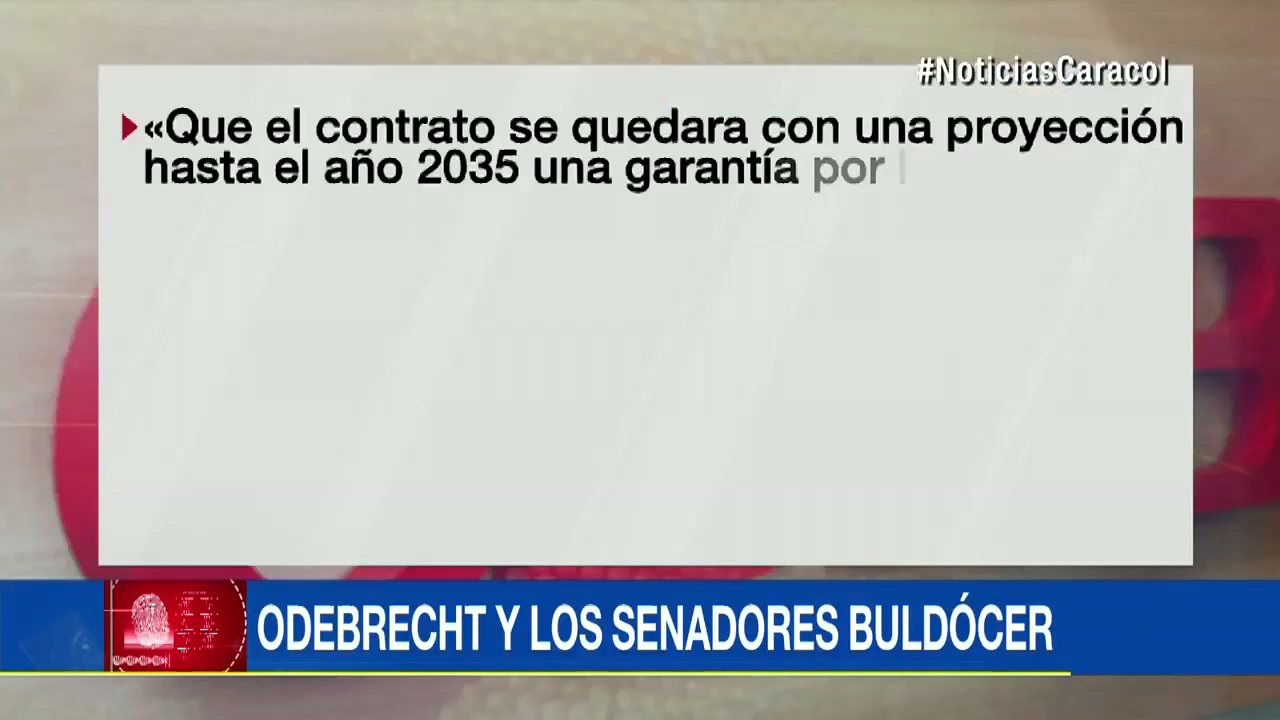 #NoticiasCaracol
«Que el contrato se quedara con una proyección
hasta el año 2035 una garantía por
ODEBRECHT Y LOS SENADORES BULDÓCER